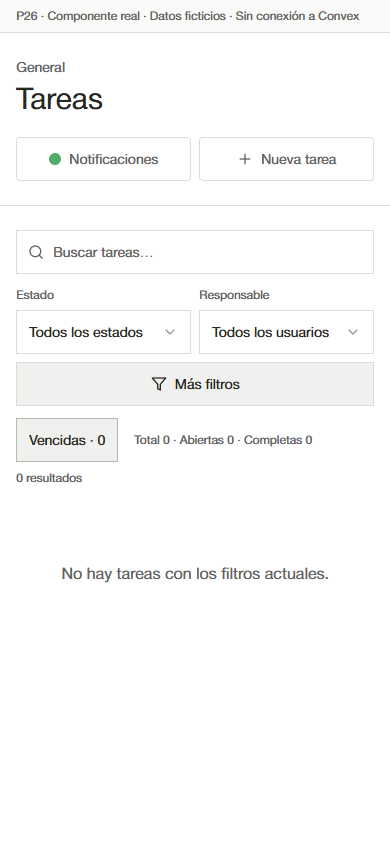 P26 · Componente real · Datos ficticios · Sin conexión a Convex
General
Tareas
Notificaciones
Nueva tarea
Buscar tareas…
Estado
Responsable
Todos los estados
Todos los usuarios
Más filtros
Vencidas · 0
Total 0 · Abiertas 0 · Completas 0
0 resultados
No hay tareas con los filtros actuales.